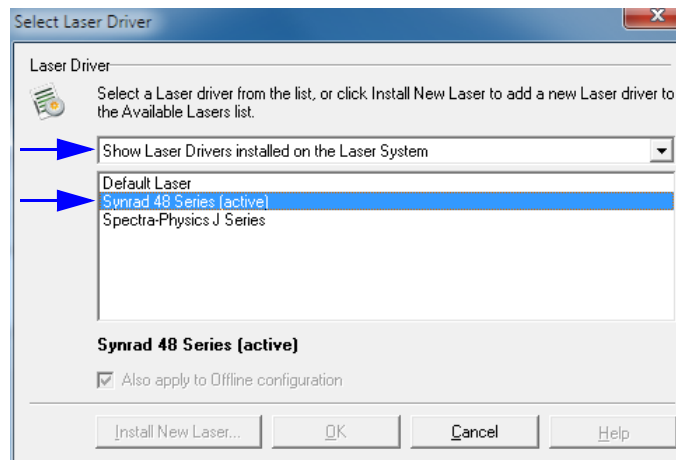 Select Laser Driver
Laser Driver
Select a Laser driver from the list, or click Install New Laser to add a new Laser driver to
the Available Lasers list.
Show Laser Drivers installed on the Laser System
Default Laser
Synrad 48 Series (active)
Spectra-Physics J Series
Synrad 48 Series (active)
Also apply to Offline configuration
Install New Laser... OK Cancel Help